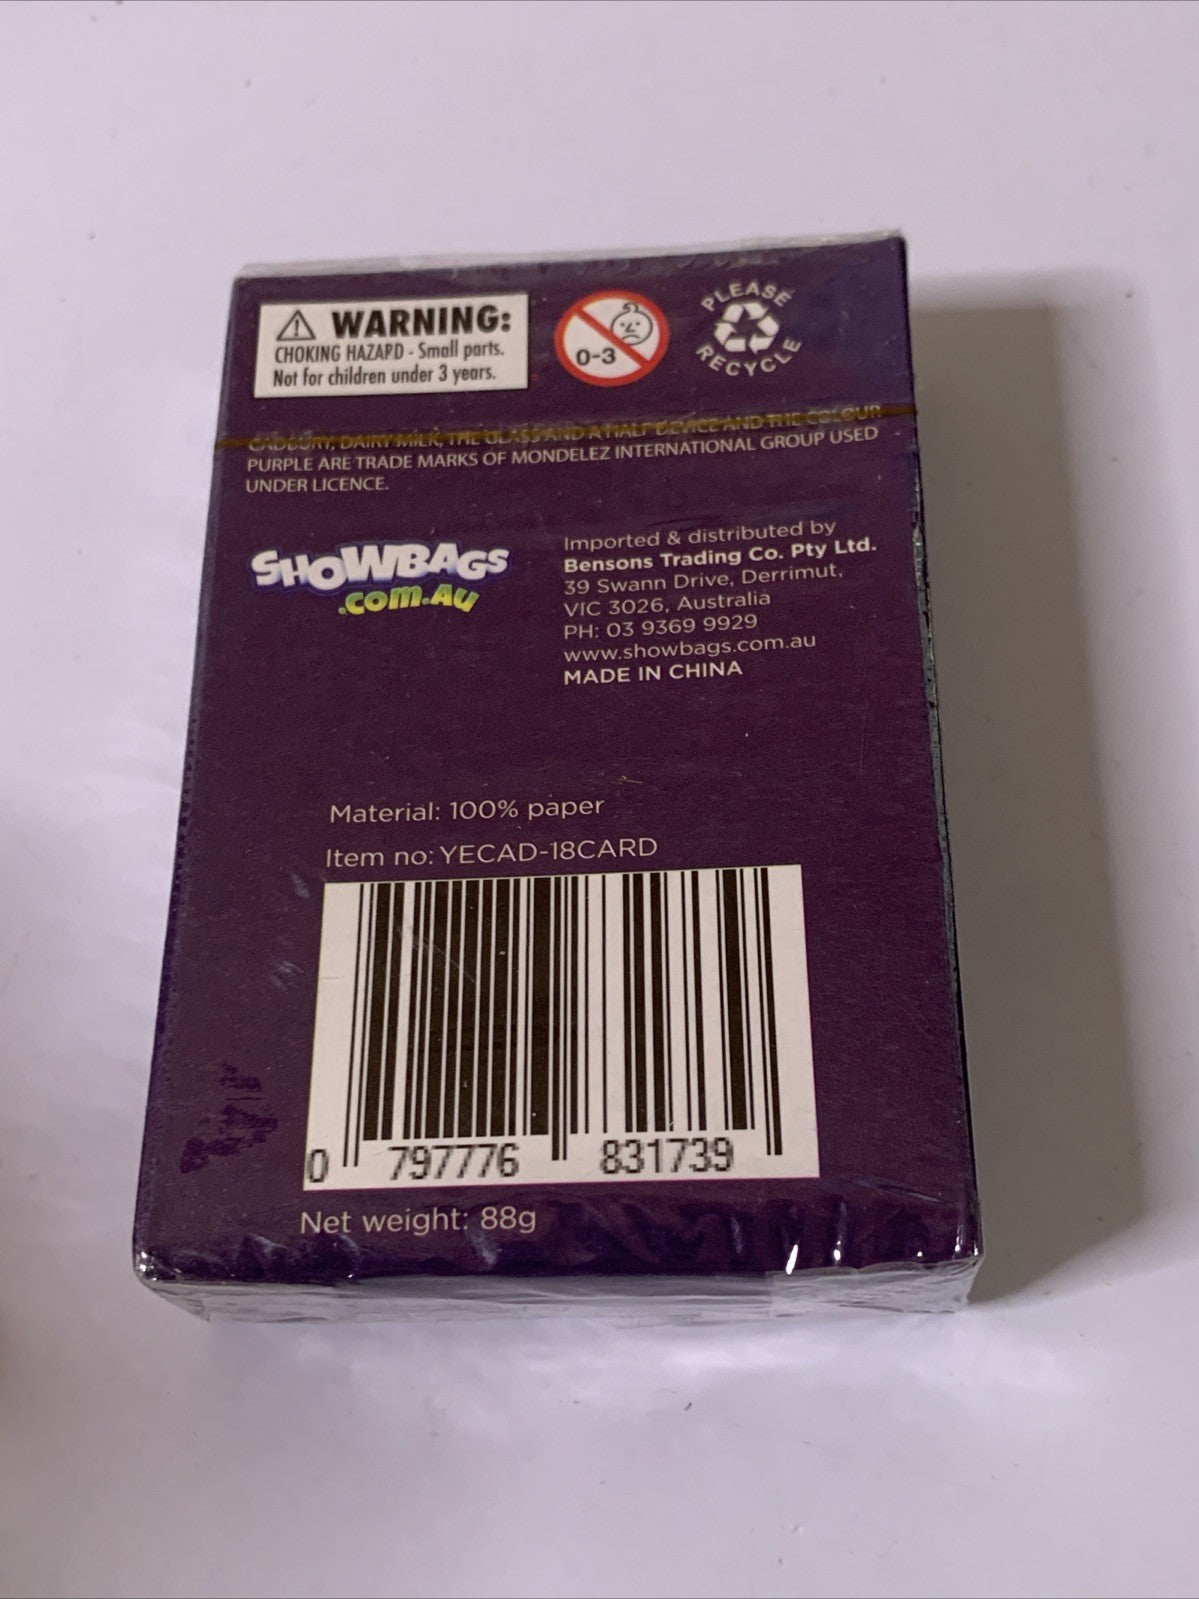 WARNING:
CHOKING HAZARD - Small parts.
Not for children under 3 years.
0-3
PLEASE
RECYCLE
CADBURY, DAIRY MILK, THE GLASS AND A HALF DEVICE AND THE COLOUR
PURPLE ARE TRADE MARKS OF MONDELEZ INTERNATIONAL GROUP USED
UNDER LICENCE.
SHOWBAGS
.com.au
Imported & distributed by
Bensons Trading Co. Pty Ltd.
39 Swann Drive, Derrimut,
VIC 3026, Australia
PH: 03 9369 9929
www.showbags.com.au
MADE IN CHINA
Material: 100% paper
Item no: YECAD-18CARD
0 797776 831739
Net weight: 88g